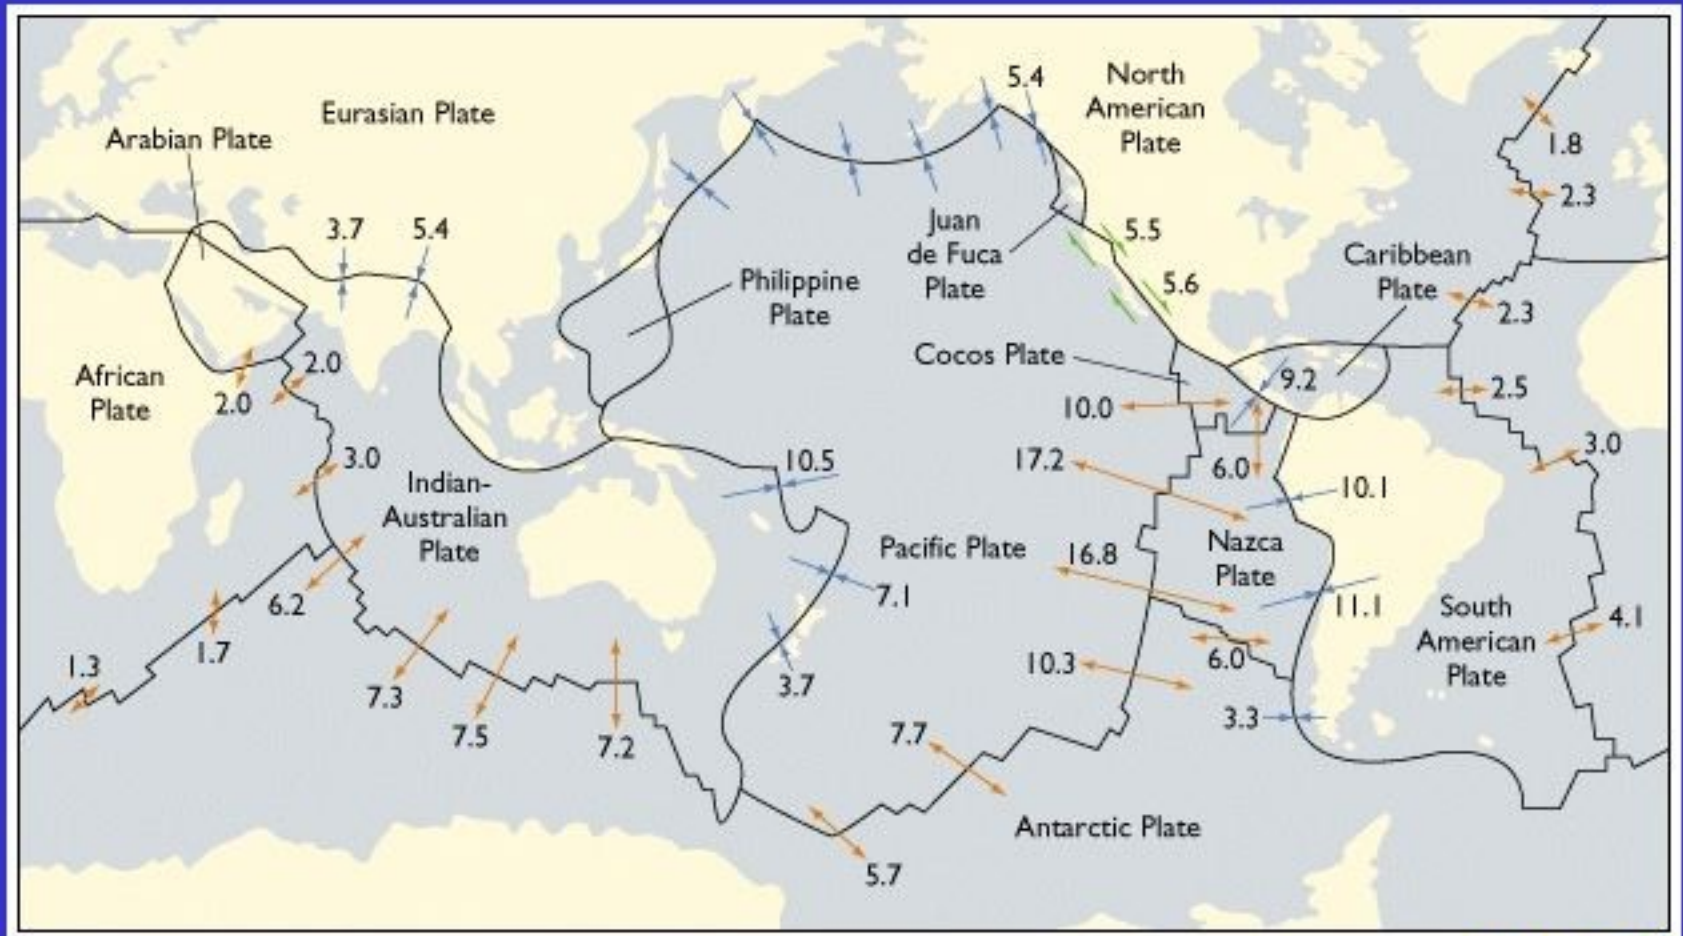 5.4
North
American
Plate
Eurasian Plate
Arabian Plate
1.8
2.3
3.7
5.4
Juan
de Fuca
Plate
5.5
5.6
Caribbean
Plate
Philippine
Plate
2.3
Cocos Plate
African
Plate
2.0
2.0
9.2
2.5
10.0
3.0
3.0
10.5
17.2
6.0
10.1
Indian-
Australian
Plate
Pacific Plate
16.8
Nazca
Plate
6.2
7.1
11.1
South
American
Plate
4.1
1.7
1.3
10.3
6.0
3.7
7.3
7.5
7.2
7.7
3.3
Antarctic Plate
5.7